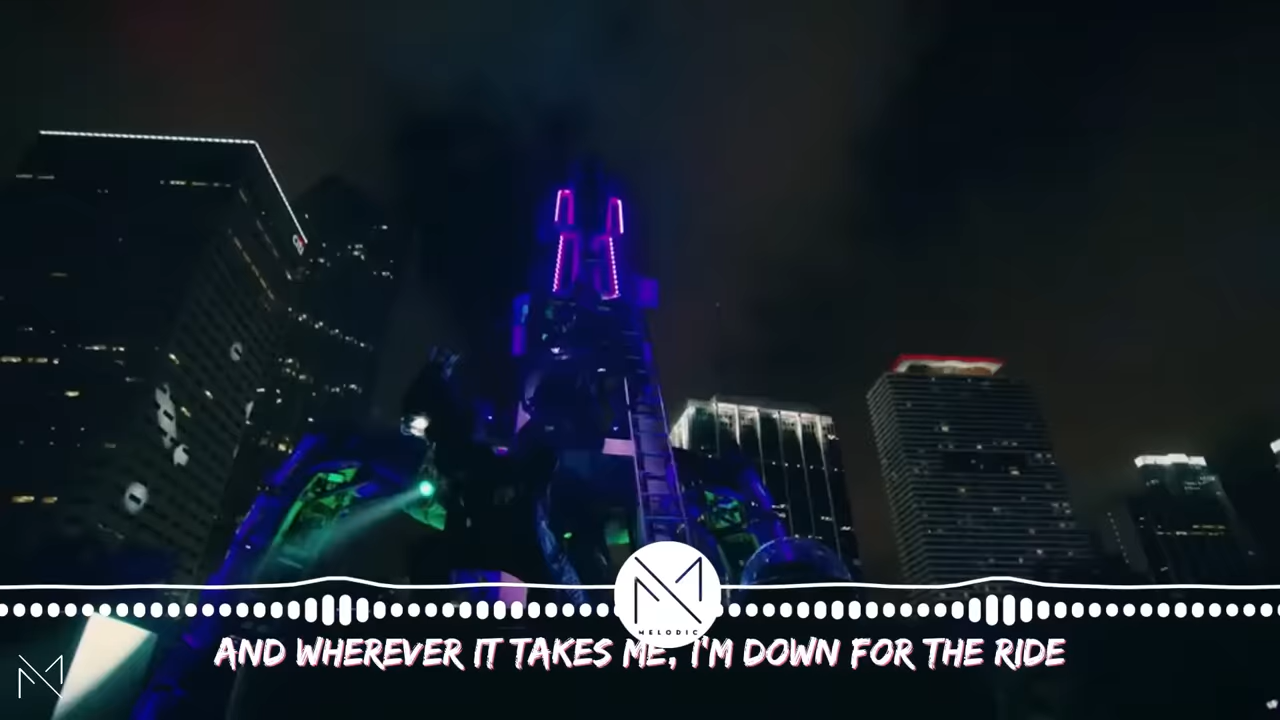 MELODIC
AND WHEREVER IT TAKES ME, I'M DOWN FOR THE RIDE